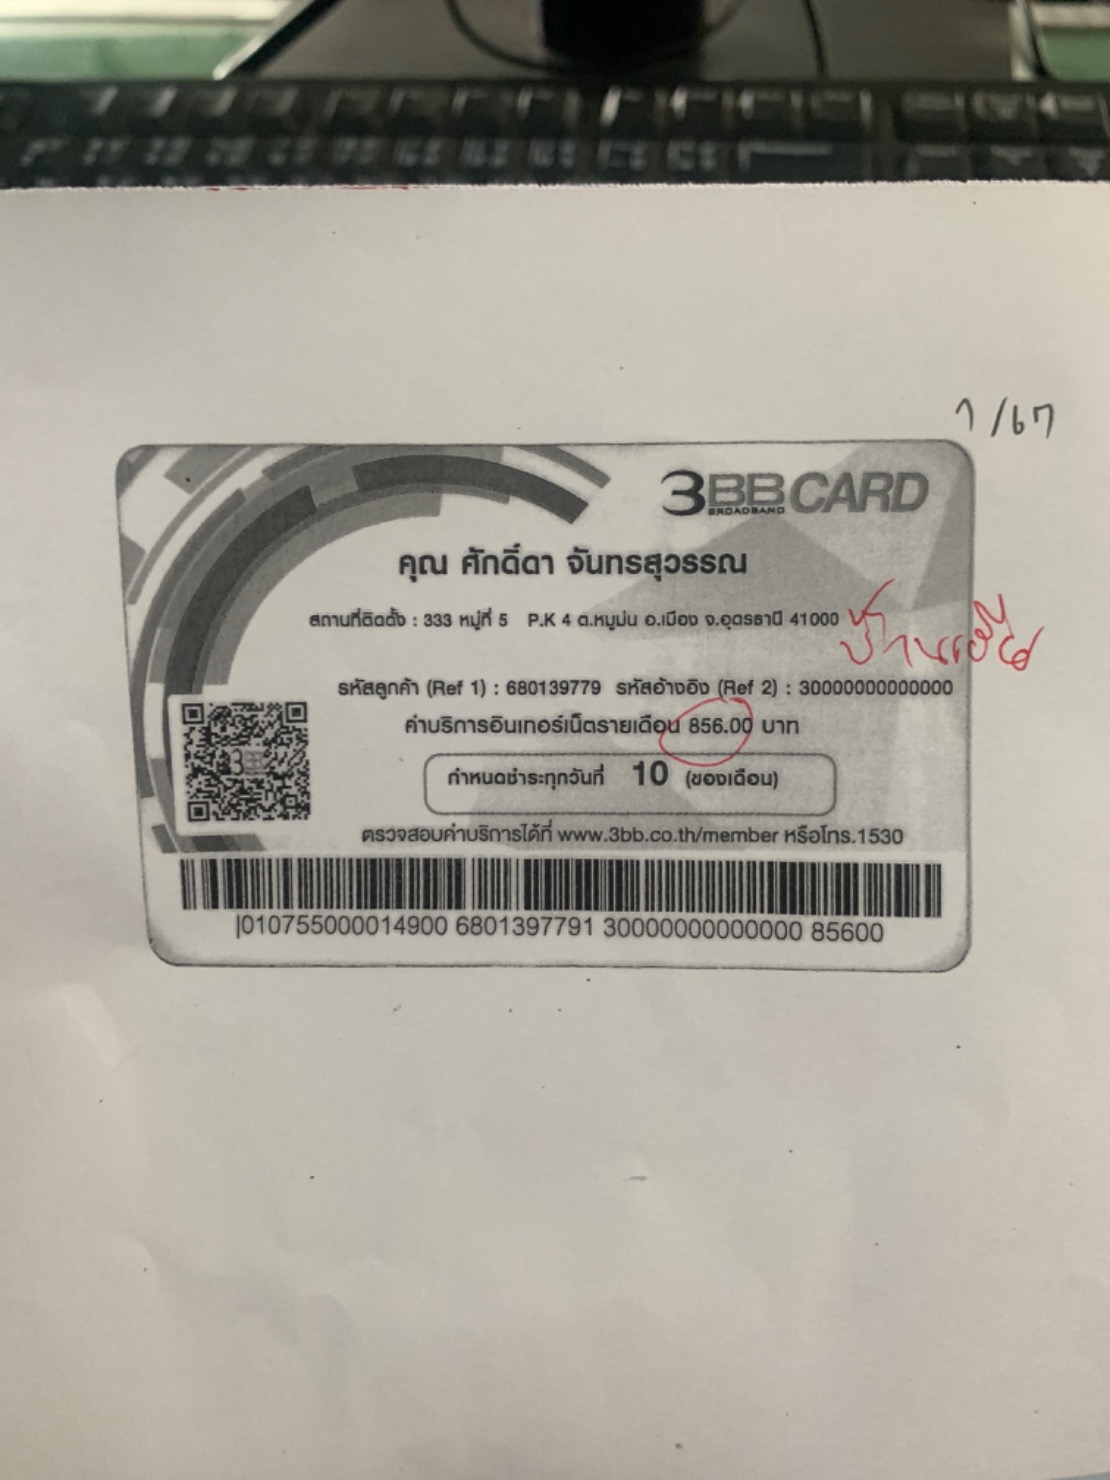 1/67
3BB CARD
BROADBAND
คุณ ศักดิ์ดา จันทรสุวรรณ
สถานที่ติดตั้ง : 333 หมู่ที่ 5 P.K 4 ต.หมูม่น อ.เมือง จ.อุดรธานี 41000
รหัสลูกค้า (Ref 1) : 680139779 รหัสอ้างอิง (Ref 2) : 30000000000000
ค่าบริการอินเทอร์เน็ตรายเดือน 856.00 บาท
กำหนดชำระทุกวันที่ 10 (ของเดือน)
ตรวจสอบค่าบริการได้ที่ www.3bb.co.th/member หรือโทร.1530
|010755000014900 6801397791 30000000000000 85600